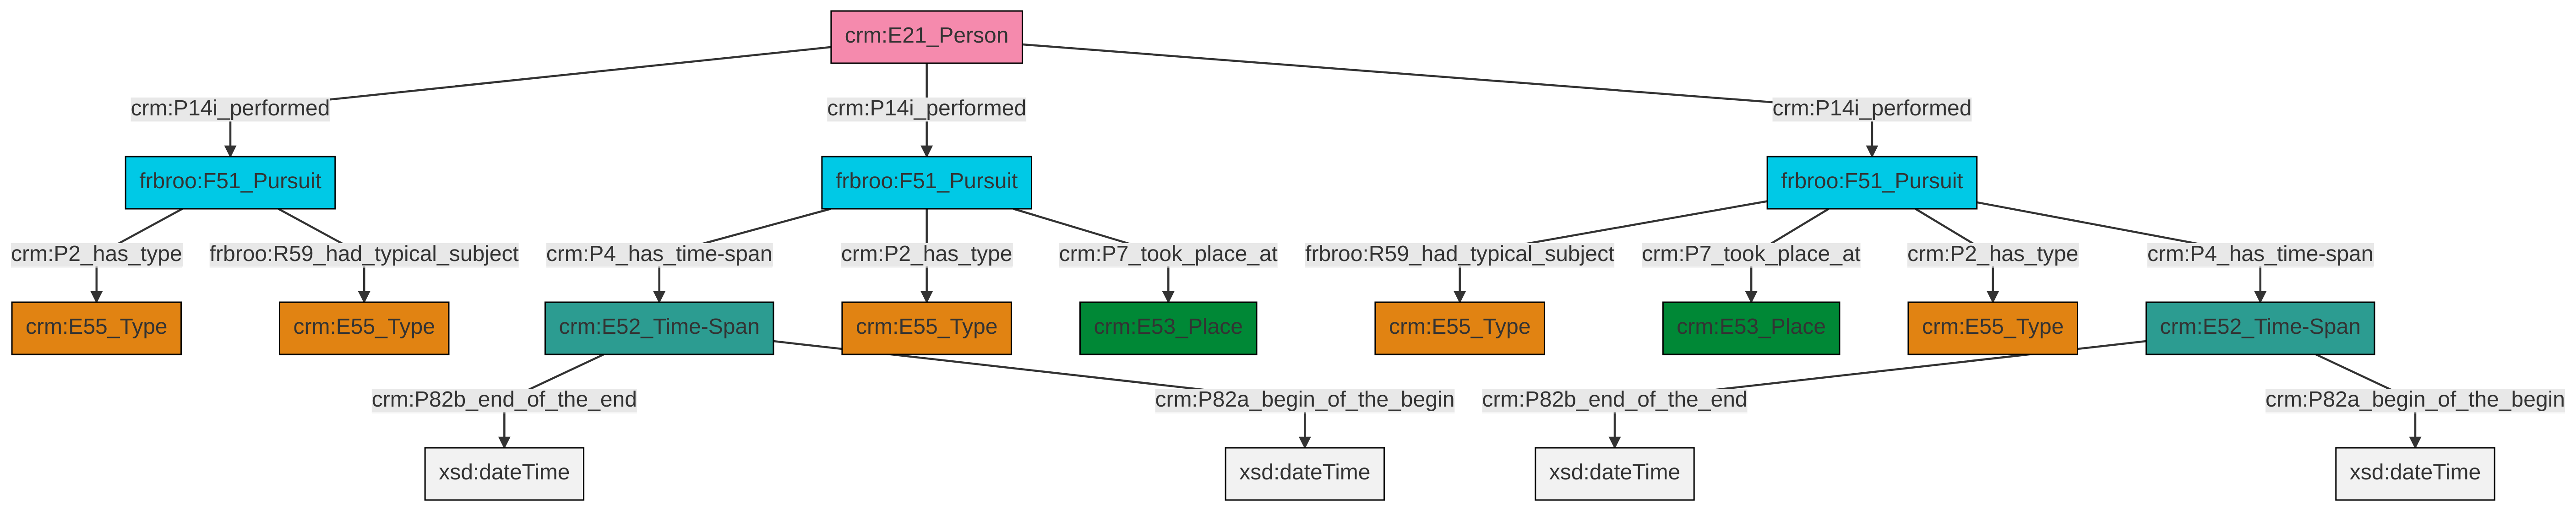 crm:E21_Person
crm:P14i_performed
crm:P14i_performed
crm:P14i_performed
frbroo:F51_Pursuit
frbroo:F51_Pursuit
frbroo:F51_Pursuit
crm:P2_has_type
frbroo:R59_had_typical_subject
crm:P4_has_time-span
crm:P2_has_type
crm:P7_took_place_at
frbroo:R59_had_typical_subject
crm:P7_took_place_at
crm:P2_has_type
crm:P4_has_time-span
crm:E55_Type
crm:E55_Type
crm:E52_Time-Span
crm:E55_Type
crm:E53_Place
crm:E55_Type
crm:E53_Place
crm:E55_Type
crm:E52_Time-Span
crm:P82b_end_of_the_end
crm:P82a_begin_of_the_begin
crm:P82b_end_of_the_end
crm:P82a_begin_of_the_begin
xsd:dateTime
xsd:dateTime
xsd:dateTime
xsd:dateTime